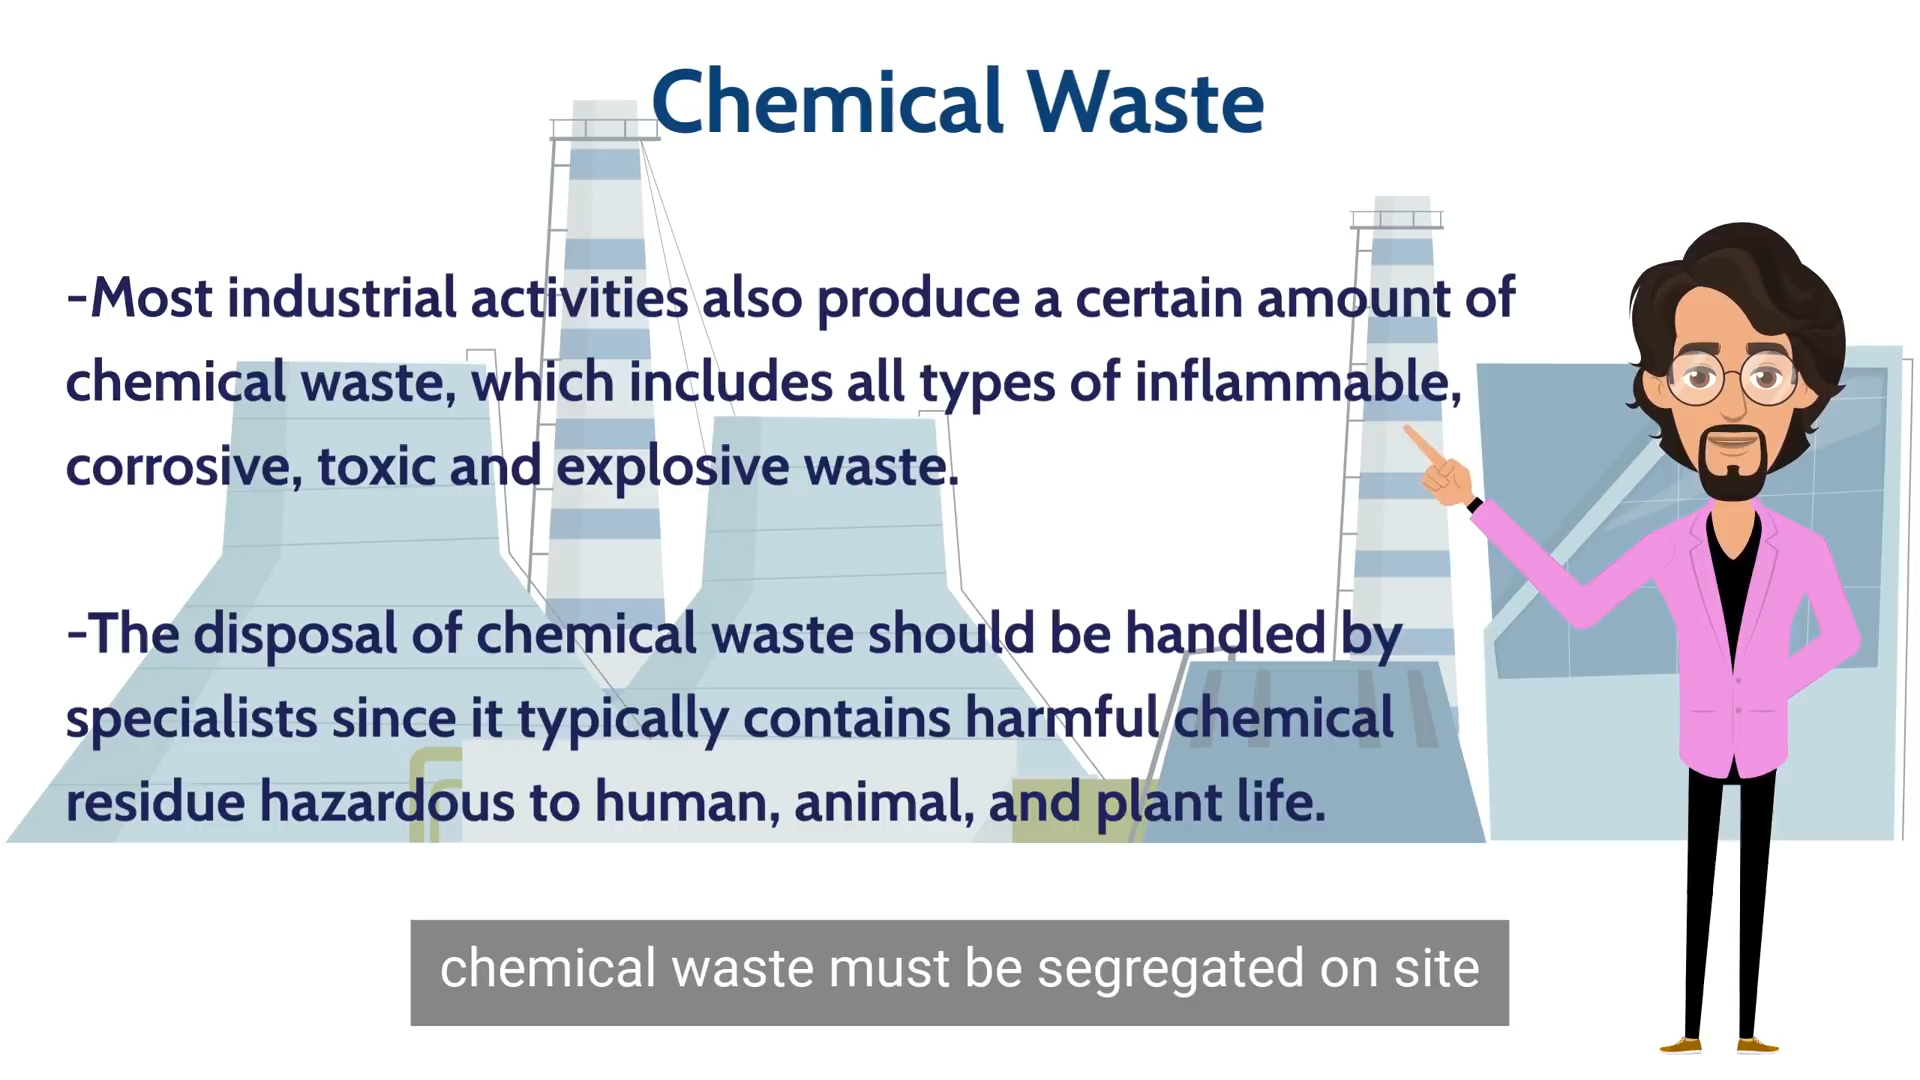 Chemical Waste
-Most industrial activities also produce a certain amount of
chemical waste, which includes all types of inflammable,
corrosive, toxic and explosive waste.
-The disposal of chemical waste should be handled by
specialists since it typically contains harmful chemical
residue hazardous to human, animal, and plant life.
chemical waste must be segregated on site